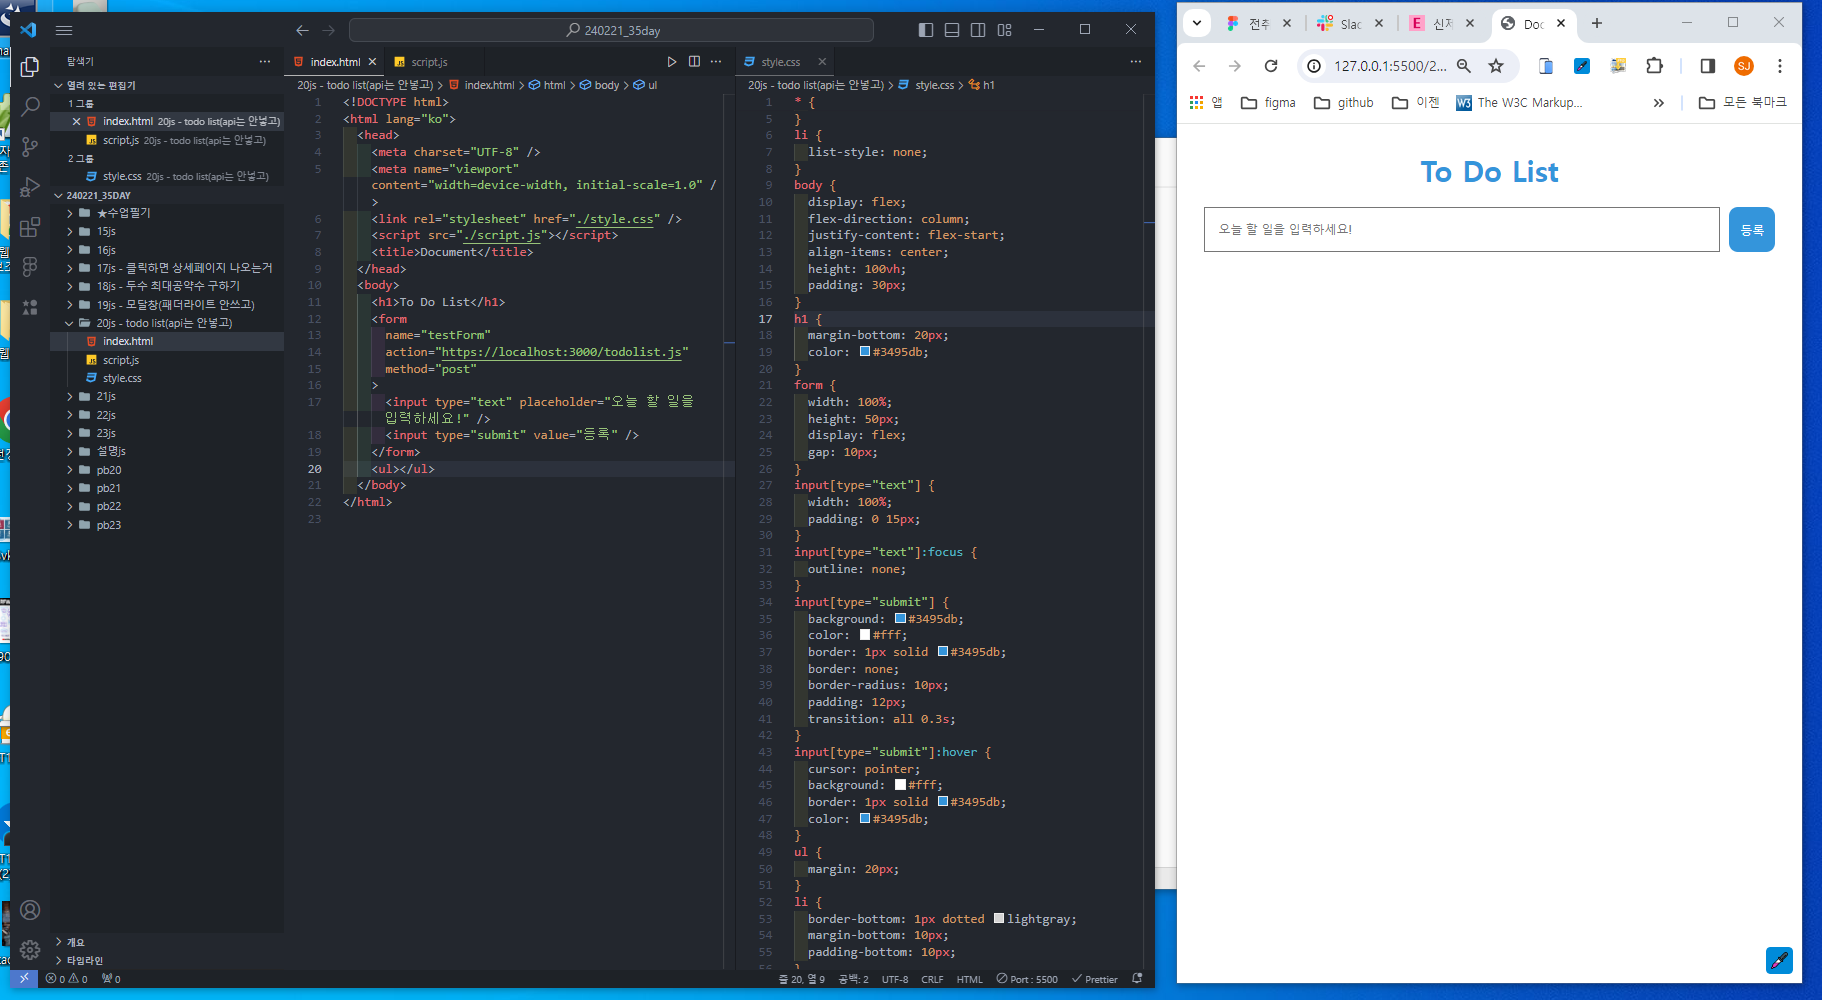 240221_35day
탐색기
열려 있는 편집기
1 그룹
index.html 20js - todo list(api는 안넣고)
script.js 20js - todo list(api는 안넣고)
2 그룹
style.css 20js - todo list(api는 안넣고)
240221_35DAY
★수업필기
15js
16js
17js - 클릭하면 상세페이지 나오는거
18js - 두수 최대공약수 구하기
19js - 모달창(패더라이트 안쓰고)
20js - todo list(api는 안넣고)
index.html
script.js
style.css
21js
22js
23js
설명js
pb20
pb21
pb22
pb23
개요
타임라인
index.html
script.js
20js - todo list(api는 안넣고) > index.html > html > body > ul
1 <!DOCTYPE html>
2 <html lang="ko">
3 <head>
4 <meta charset="UTF-8" />
5 <meta name="viewport"
content="width=device-width, initial-scale=1.0" /
>
6 <link rel="stylesheet" href="./style.css" />
7 <script src="./script.js"></script>
8 <title>Document</title>
9 </head>
10 <body>
11 <h1>To Do List</h1>
12 <form
13 name="testForm"
14 action="https://localhost:3000/todolist.js"
15 method="post"
16 >
17 <input type="text" placeholder="오늘 할 일을
입력하세요!" />
18 <input type="submit" value="등록" />
19 </form>
20 <ul></ul>
21 </body>
22 </html>
23
style.css
20js - todo list(api는 안넣고) > style.css > h1
1 * {
5 }
6 li {
7 list-style: none;
8 }
9 body {
10 display: flex;
11 flex-direction: column;
12 justify-content: flex-start;
13 align-items: center;
14 height: 100vh;
15 padding: 30px;
16 }
17 h1 {
18 margin-bottom: 20px;
19 color: #3495db;
20 }
21 form {
22 width: 100%;
23 height: 50px;
24 display: flex;
25 gap: 10px;
26 }
27 input[type="text"] {
28 width: 100%;
29 padding: 0 15px;
30 }
31 input[type="text"]:focus {
32 outline: none;
33 }
34 input[type="submit"] {
35 background: #3495db;
36 color: #fff;
37 border: 1px solid #3495db;
38 border: none;
39 border-radius: 10px;
40 padding: 12px;
41 transition: all 0.3s;
42 }
43 input[type="submit"]:hover {
44 cursor: pointer;
45 background: #fff;
46 border: 1px solid #3495db;
47 color: #3495db;
48 }
49 ul {
50 margin: 20px;
51 }
52 li {
53 border-bottom: 1px dotted lightgray;
54 margin-bottom: 10px;
55 padding-bottom: 10px;
0 0 0
줄 20, 열 9 공백: 2 UTF-8 CRLF HTML Port : 5500 Prettier
전추 Slac 신제 Doc
127.0.0.1:5500/2...
SJ
앱 figma github 이젠 W3 The W3C Markup... » 모든 북마크
To Do List
오늘 할 일을 입력하세요!
등록